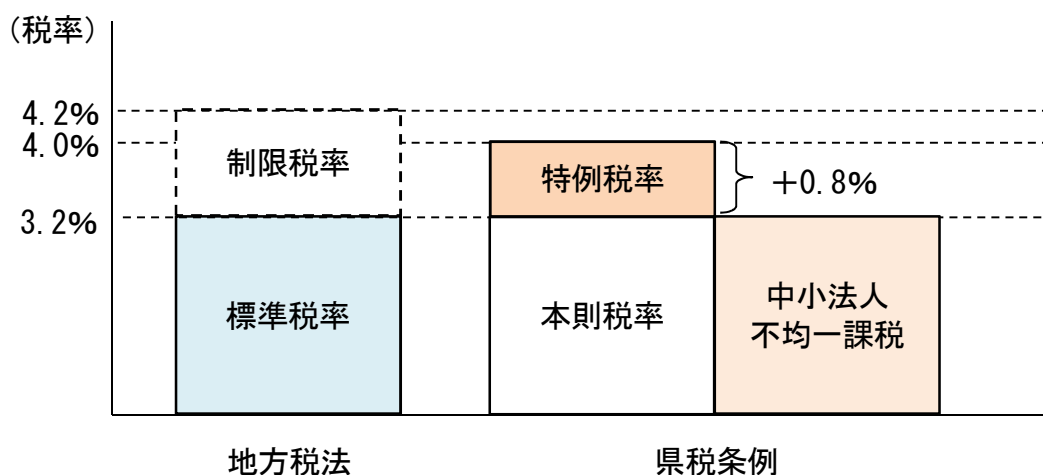 (税率)
4.2%
4.0%
3.2%
制限税率
標準税率
特例税率
+0.8%
本則税率
中小法人
不均一課税
地方税法
県税条例